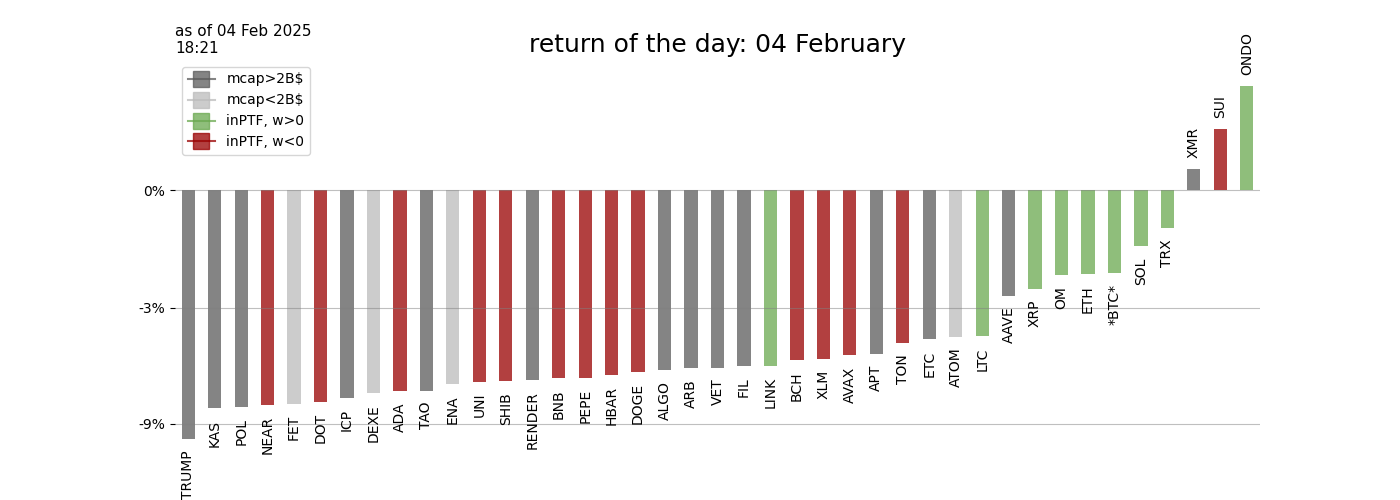 as of 04 Feb 2025
18:21
return of the day: 04 February
mcap>2B$
mcap<2B$
inPTF, w>0
inPTF, w<0
0%
-3%
-9%
TRUMP
KAS
POL
NEAR
FET
DOT
ICP
DEXE
ADA
TAO
ENA
UNI
SHIB
RENDER
BNB
PEPE
HBAR
DOGE
ALGO
ARB
VET
FIL
LINK
BCH
XLM
AVAX
APT
TON
ETC
ATOM
LTC
AAVE
XRP
OM
ETH
*BTC*
SOL
TRX
XMR
SUI
ONDO